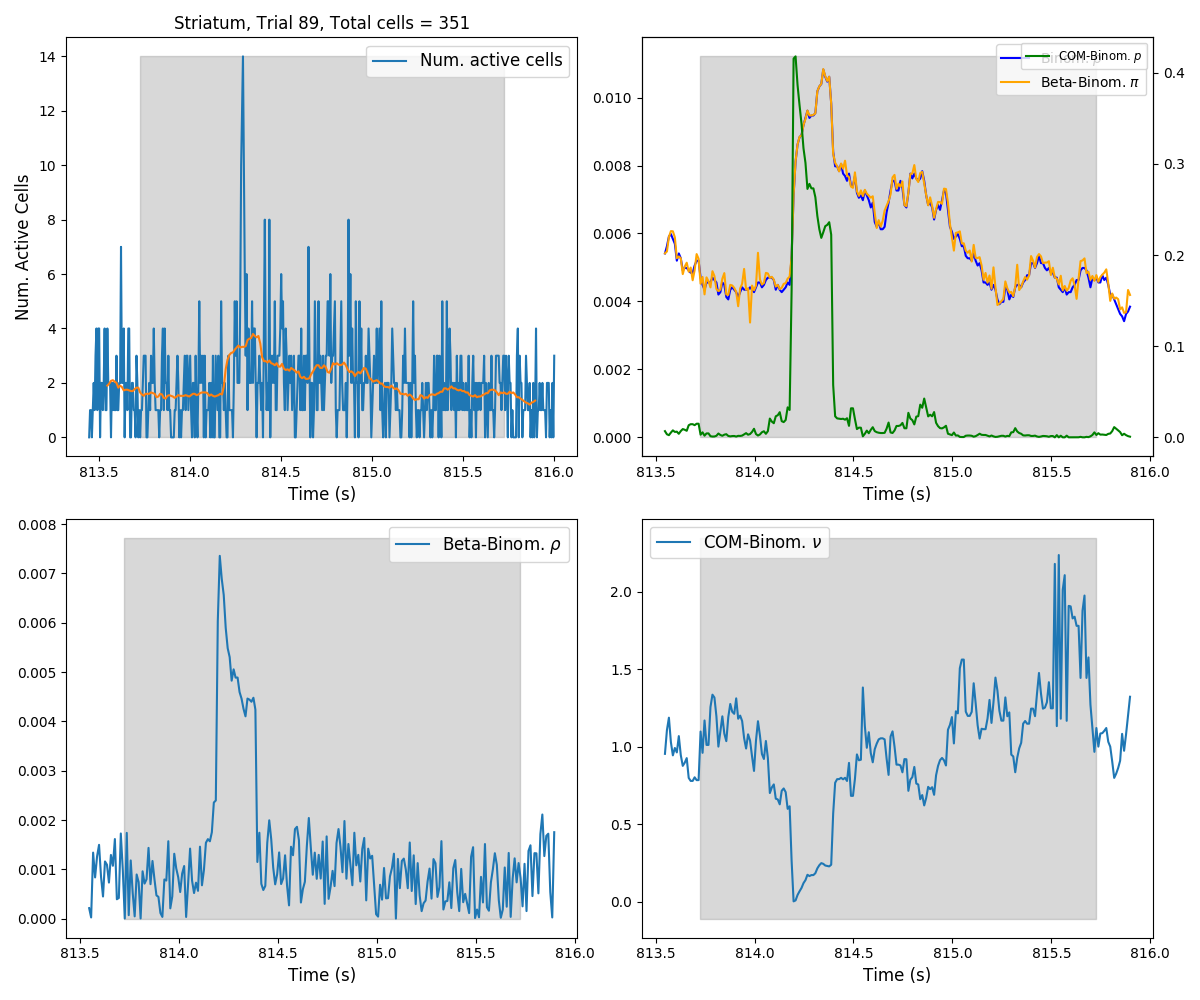 Striatum, Trial 89, Total cells = 351
Num. active cells
Num. Active Cells
14
12
10
8
6
4
2
0
813.5 814.0 814.5 815.0 815.5 816.0
Time (s)
COM-Binom. p
Beta-Binom. π
0.010
0.008
0.006
0.004
0.002
0.000
0.4
0.3
0.2
0.1
0.0
813.5 814.0 814.5 815.0 815.5 816.0
Time (s)
Beta-Binom. ρ
0.008
0.007
0.006
0.005
0.004
0.003
0.002
0.001
0.000
813.5 814.0 814.5 815.0 815.5 816.0
Time (s)
COM-Binom. ν
2.0
1.5
1.0
0.5
0.0
813.5 814.0 814.5 815.0 815.5 816.0
Time (s)